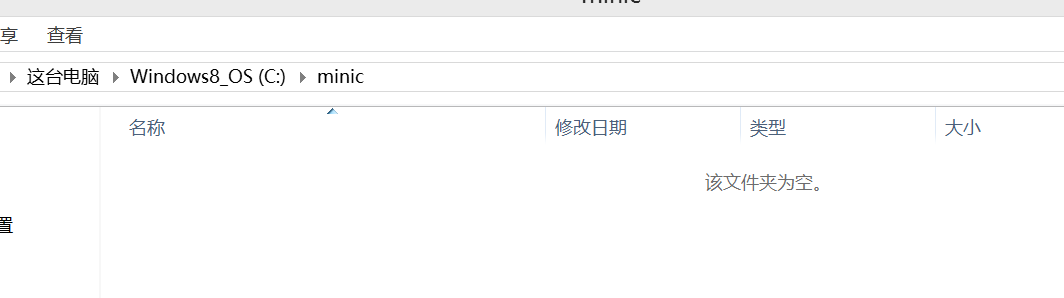 minic
享 查看
这台电脑 Windows8_OS (C:) minic
名称 修改日期 类型 大小
该文件夹为空。
置